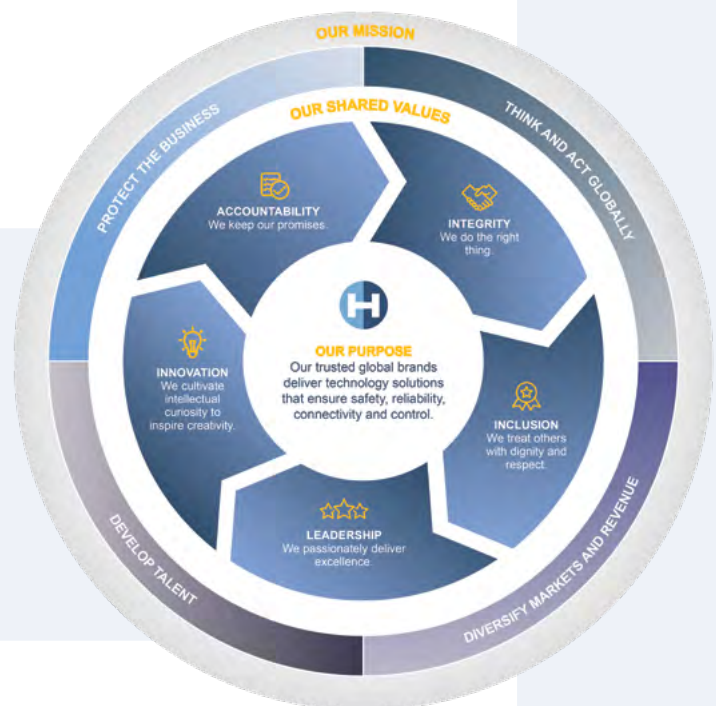 OUR MISSION
PROTECT THE BUSINESS
THINK AND ACT GLOBALLY
OUR SHARED VALUES
ACCOUNTABILITY
We keep our promises.
INTEGRITY
We do the right
thing.
INNOVATION
We cultivate
intellectual
curiosity to
inspire creativity.
H
OUR PURPOSE
Our trusted global brands
deliver technology solutions
that ensure safety, reliability,
connectivity and control.
INCLUSION
We treat others
with dignity and
respect.
LEADERSHIP
We passionately deliver
excellence
DEVELOP TALENT
DIVERSIFY MARKETS AND REVENUE